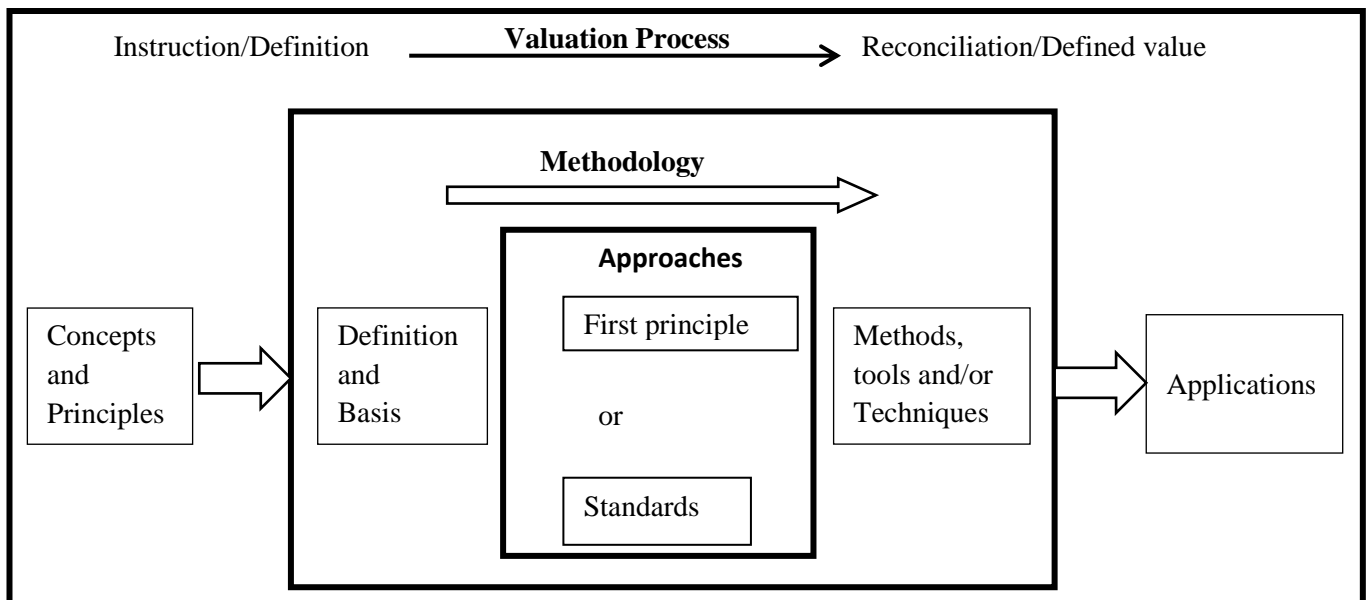 Instruction/Definition
Valuation Process
Reconciliation/Defined value
Methodology
Approaches
Concepts
and
Principles
Definition
and
Basis
First principle
or
Standards
Methods,
tools and/or
Techniques
Applications